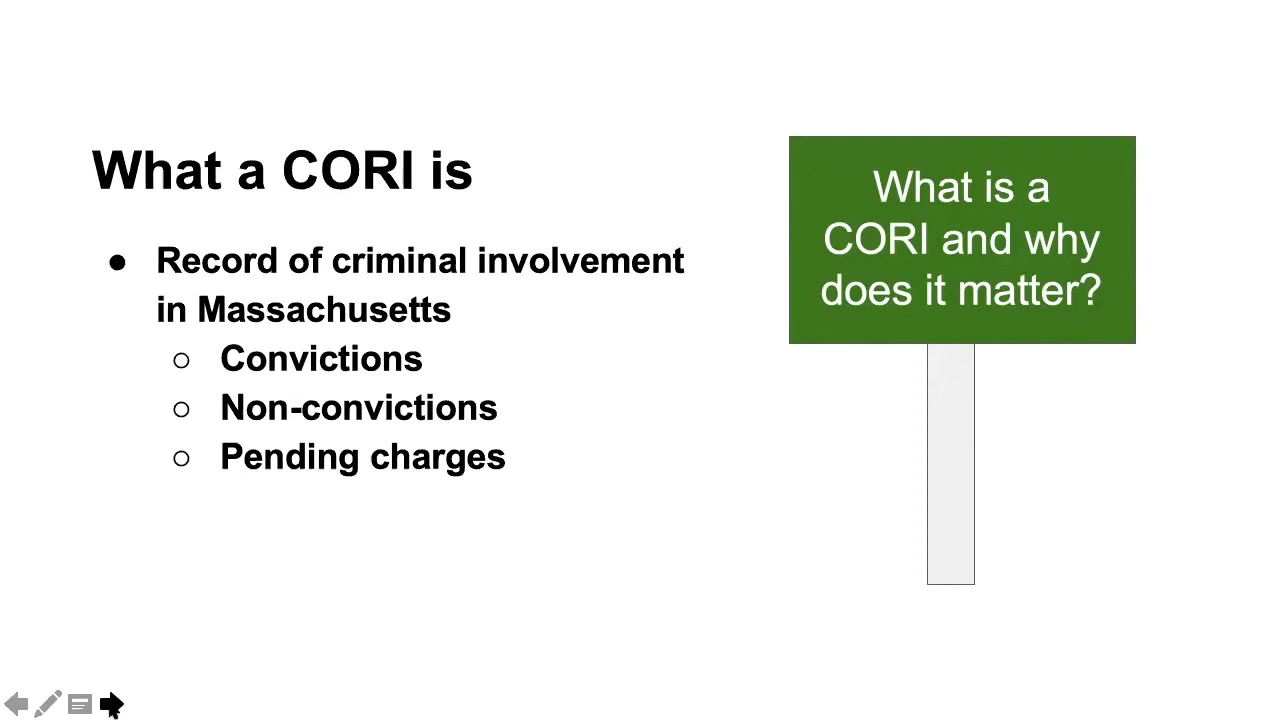 What a CORI is
● Record of criminal involvement
in Massachusetts
○ Convictions
○ Non-convictions
○ Pending charges
What is a
CORI and why
does it matter?